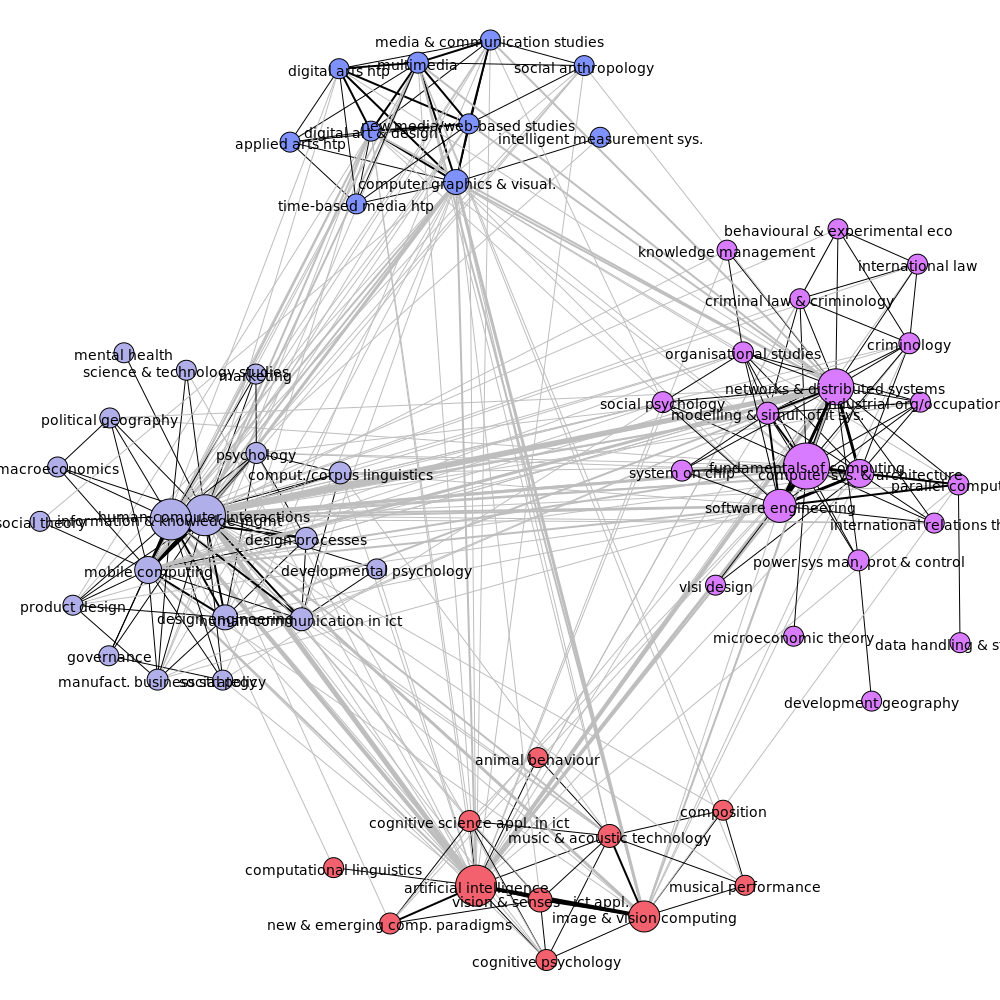 media & communication studies
multimedia
digital arts htp
social anthropology
new media/web-based studies
digital art & design
intelligent measurement sys.
applied arts htp
computer graphics & visual.
time-based media htp
behavioural & experimental eco
knowledge management
international law
criminal law & criminology
criminology
organisational studies
networks & distributed systems
social psychology
industrial org/occupation
modelling & simul. of it sys.
fundamentals of computing
system on chip
computer sys. & architecture
parallel comput
software engineering
international relations th
power sys man, prot & control
vlsi design
microeconomic theory
data handling & s
development geography
mental health
science & technology studies
marketing
political geography
psychology
macroeconomics
comput./corpus linguistics
human-computer interactions
social theory
information & knowledge mgmt
design processes
mobile computing
developmental psychology
product design
design engineering
human communication in ict
governance
manufact. business strategy
social policy
animal behaviour
composition
cognitive science appl. in ict
music & acoustic technology
computational linguistics
artificial intelligence
musical performance
vision & senses - ict appl.
image & vision computing
new & emerging comp. paradigms
cognitive psychology